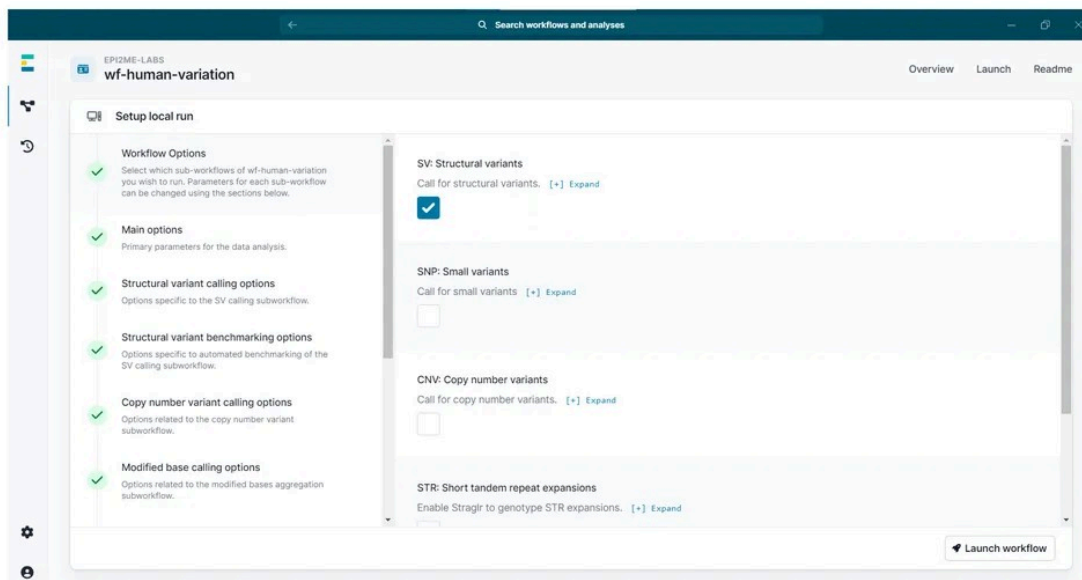 Search workflows and analyses
EPI2ME-LABS
wf-human-variation
Overview Launch Readme
Setup local run
Workflow Options
Select which sub-workflows of wf-human-variation
you wish to run. Parameters for each sub-workflow
can be changed using the sections below.
Main options
Primary parameters for the data analysis.
Structural variant calling options
Options specific to the SV calling subworkflow.
Structural variant benchmarking options
Options specific to automated benchmarking of the
SV calling subworkflow.
Copy number variant calling options
Options related to the copy number variant
subworkflow.
Modified base calling options
Options related to the modified bases aggregation
subworkflow.
SV: Structural variants
Call for structural variants. [+] Expand
SNP: Small variants
Call for small variants [+] Expand
CNV: Copy number variants
Call for copy number variants. [+] Expand
STR: Short tandem repeat expansions
Enable Straglr to genotype STR expansions. [+] Expand
Launch workflow